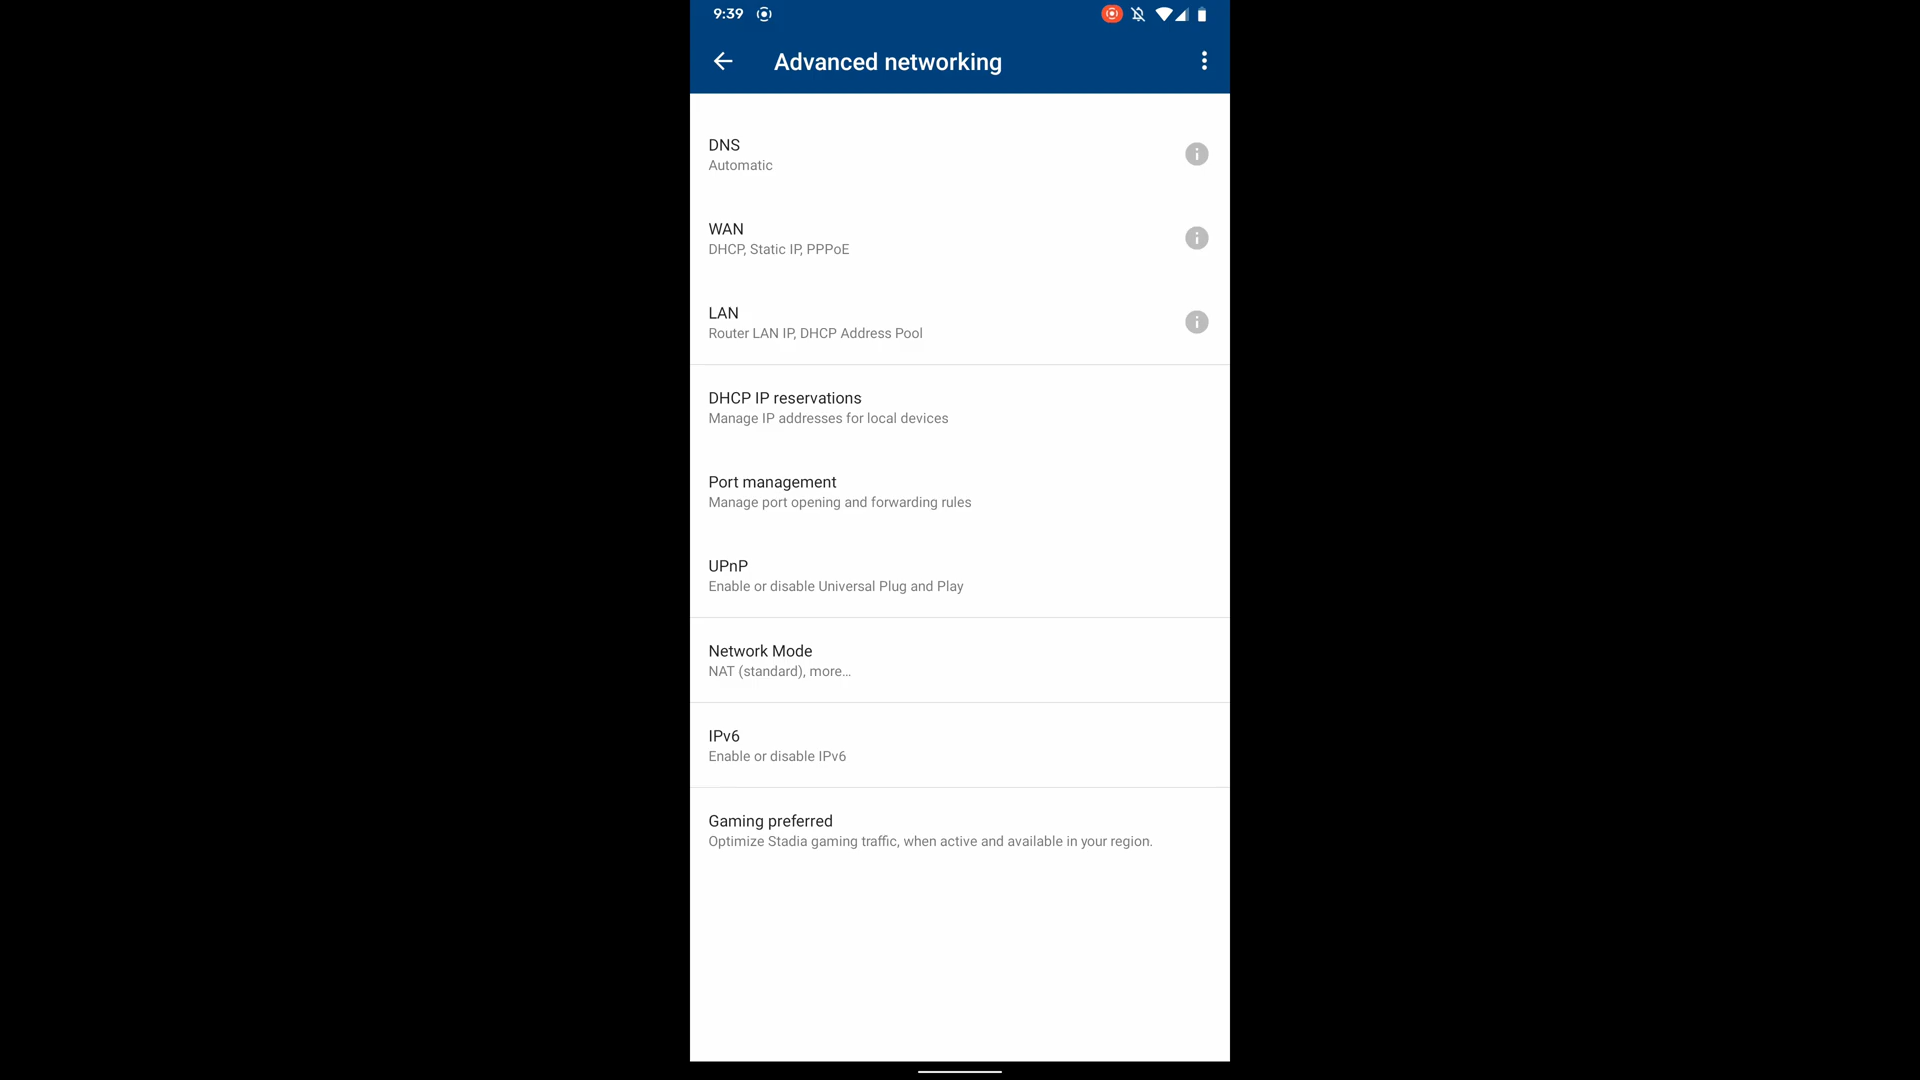 9:39
Advanced networking
DNS
Automatic
WAN
DHCP, Static IP, PPPoE
LAN
Router LAN IP, DHCP Address Pool
DHCP IP reservations
Manage IP addresses for local devices
Port management
Manage port opening and forwarding rules
UPnP
Enable or disable Universal Plug and Play
Network Mode
NAT (standard), more…
IPv6
Enable or disable IPv6
Gaming preferred
Optimize Stadia gaming traffic, when active and available in your region.